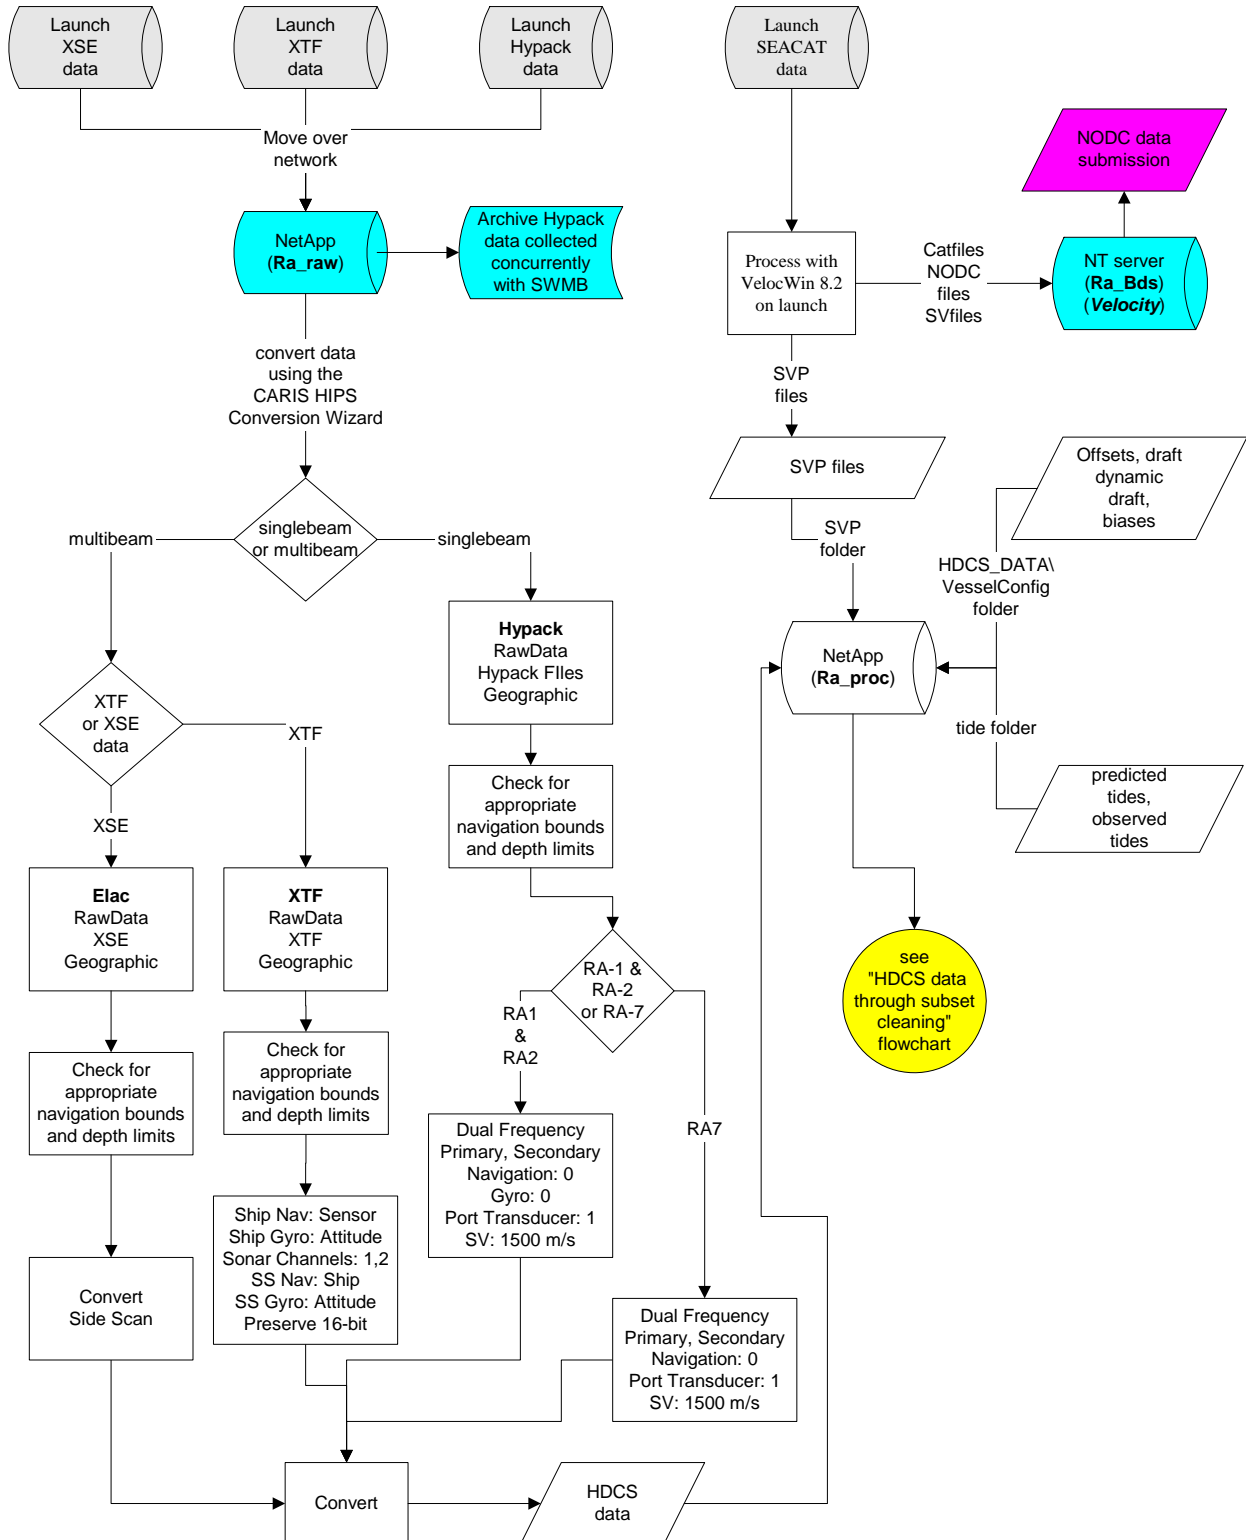 Launch
XSE
data
Launch
XTF
data
Launch
Hypack
data
Launch
SEACAT
data
Move over
network
NODC data
submission
NetApp
(Ra_raw)
Archive Hypack
data collected
concurrently
with SWMB
Process with
VelocWin 8.2
on launch
Catfiles
NODC
files
SVfiles
NT server
(Ra_Bds)
(Velocity)
convert data
using the
CARIS HIPS
Conversion Wizard
SVP
files
SVP files
Offsets, draft
dynamic
draft,
biases
multibeam
singlebeam
or multibeam
singlebeam
SVP
folder
HDCS_DATA\
VesselConfig
folder
Hypack
RawData
Hypack FIles
Geographic
NetApp
(Ra_proc)
XTF
or XSE
data
XTF
tide folder
Check for
appropriate
navigation bounds
and depth limits
predicted
tides,
observed
tides
XSE
Elac
RawData
XSE
Geographic
XTF
RawData
XTF
Geographic
RA-1 &
RA-2
or RA-7
see
"HDCS data
through subset
cleaning"
flowchart
RA1
&
RA2
Check for
appropriate
navigation bounds
and depth limits
Check for
appropriate
navigation bounds
and depth limits
RA7
Dual Frequency
Primary, Secondary
Navigation: 0
Gyro: 0
Port Transducer: 1
SV: 1500 m/s
Ship Nav: Sensor
Ship Gyro: Attitude
Sonar Channels: 1,2
SS Nav: Ship
SS Gyro: Attitude
Preserve 16-bit
Convert
Side Scan
Dual Frequency
Primary, Secondary
Navigation: 0
Port Transducer: 1
SV: 1500 m/s
Convert
HDCS
data